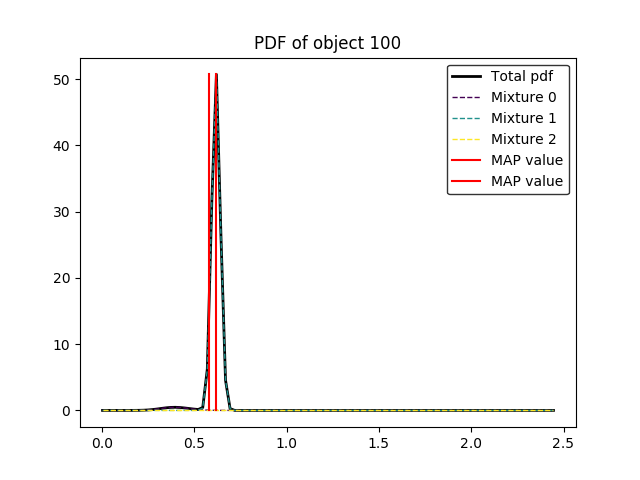 PDF of object 100
Total pdf
Mixture 0
Mixture 1
Mixture 2
MAP value
MAP value
50
40
30
20
10
0
0.0 0.5 1.0 1.5 2.0 2.5